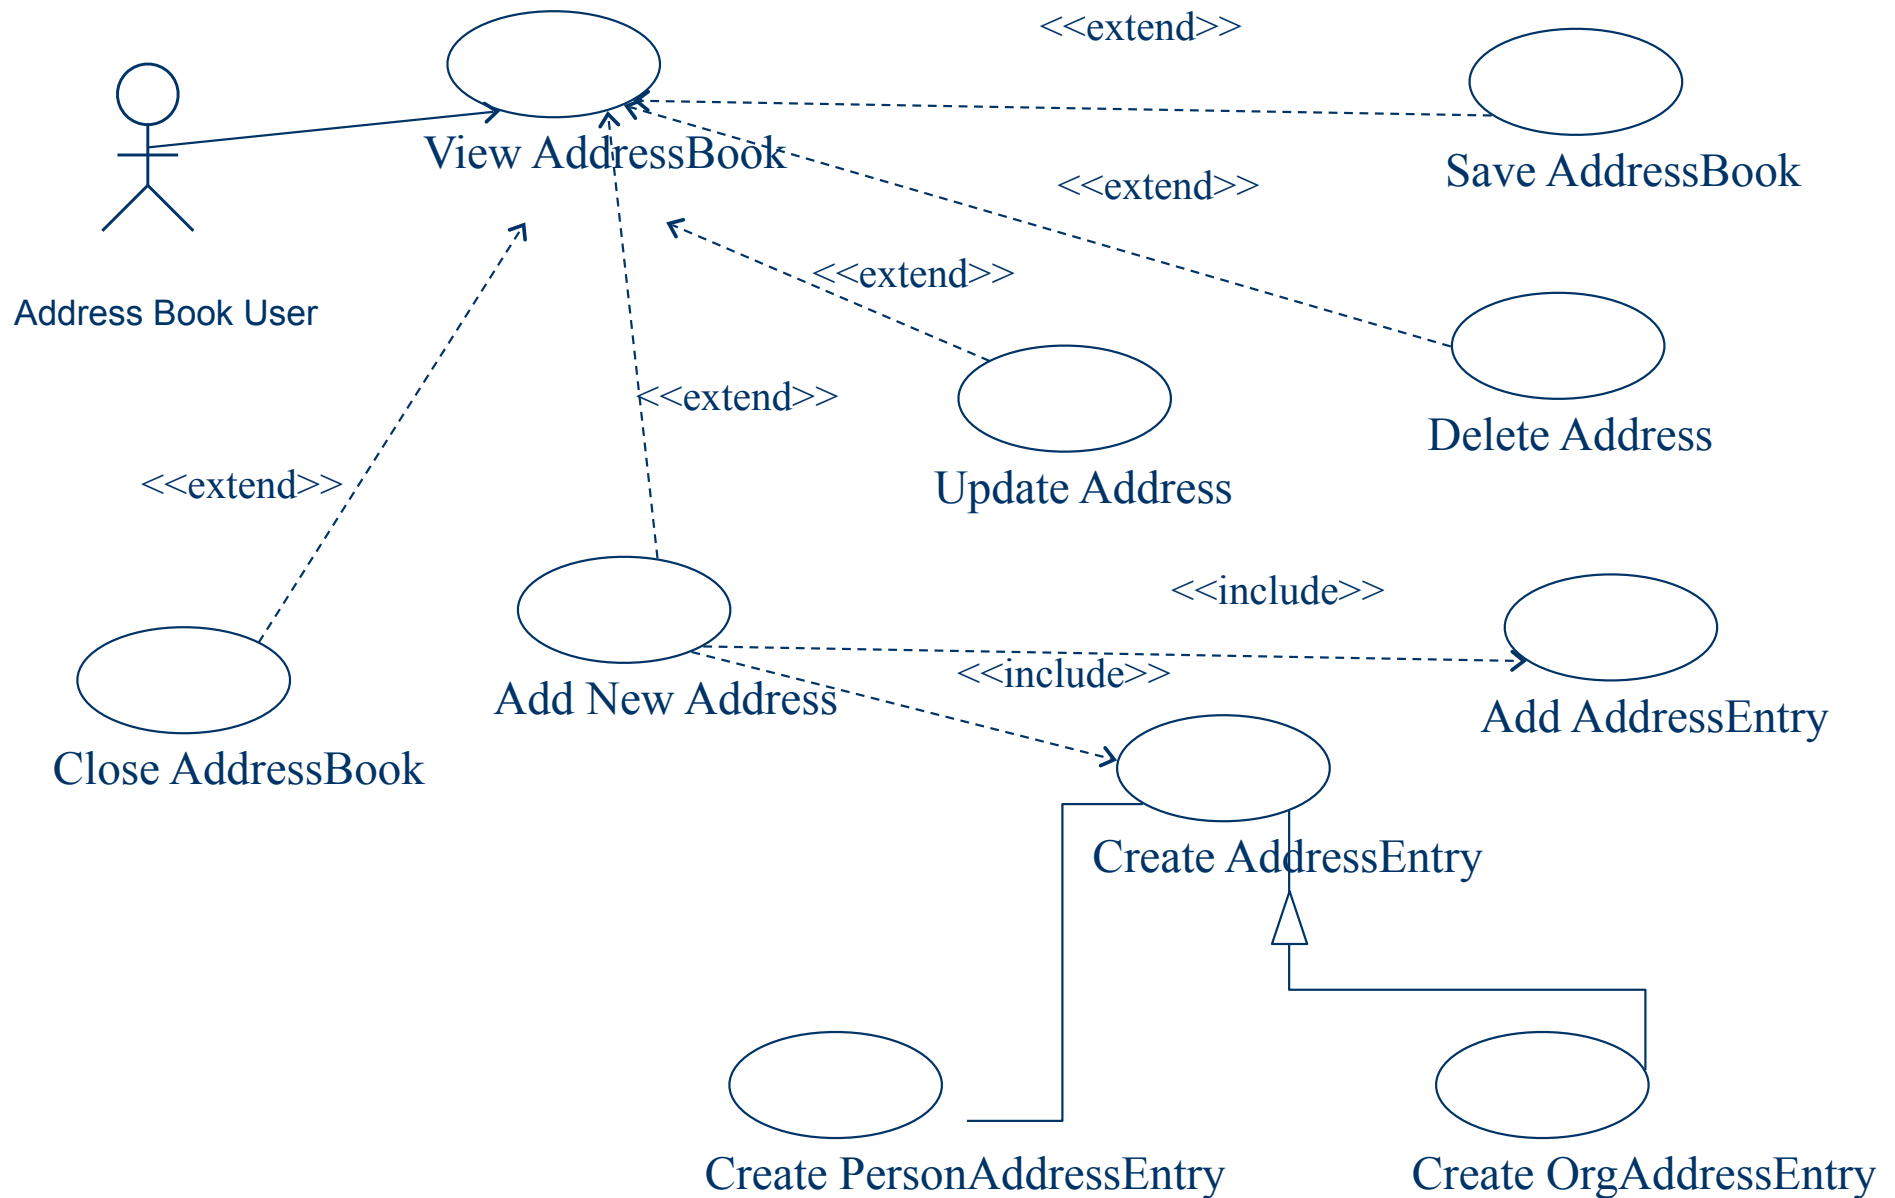 <<extend>>
View AddressBook
Save AddressBook
<<extend>>
<<extend>>
Address Book User
<<extend>>
Delete Address
<<extend>>
Update Address
<<include>>
<<include>>
Add New Address
Add AddressEntry
Close AddressBook
Create AddressEntry
Create PersonAddressEntry
Create OrgAddressEntry